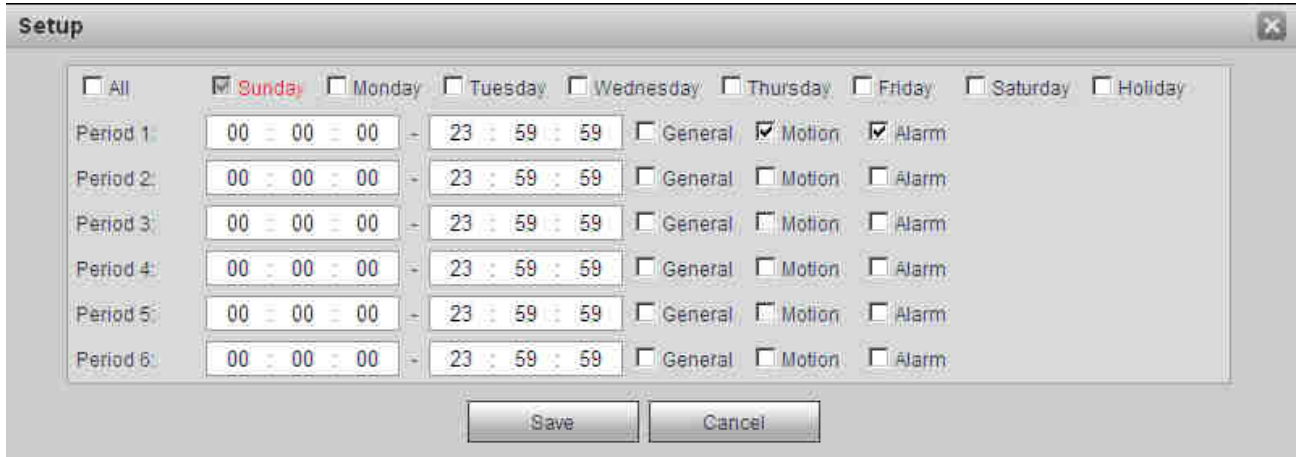 Setup
All Sunday Monday Tuesday Wednesday Thursday Friday Saturday Holiday
Period 1: 00 : 00 : 00 - 23 : 59 : 59 General Motion Alarm
Period 2: 00 : 00 : 00 - 23 : 59 : 59 General Motion Alarm
Period 3: 00 : 00 : 00 - 23 : 59 : 59 General Motion Alarm
Period 4: 00 : 00 : 00 - 23 : 59 : 59 General Motion Alarm
Period 5: 00 : 00 : 00 - 23 : 59 : 59 General Motion Alarm
Period 6: 00 : 00 : 00 - 23 : 59 : 59 General Motion Alarm
Save Cancel